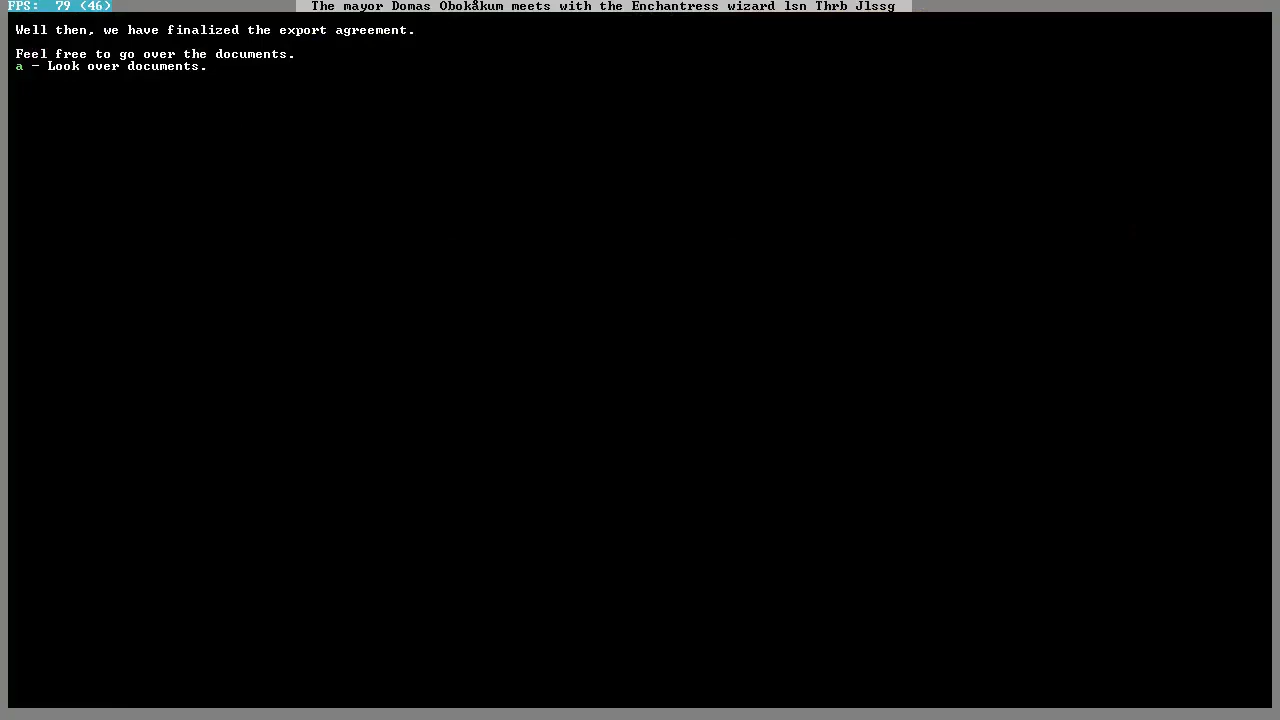 FPS: 79 (46)
The mayor Domas Obokåkum meets with the Enchantress wizard lsn Thrb Jlssg
Well then, we have finalized the export agreement.
Feel free to go over the documents.
a - Look over documents.